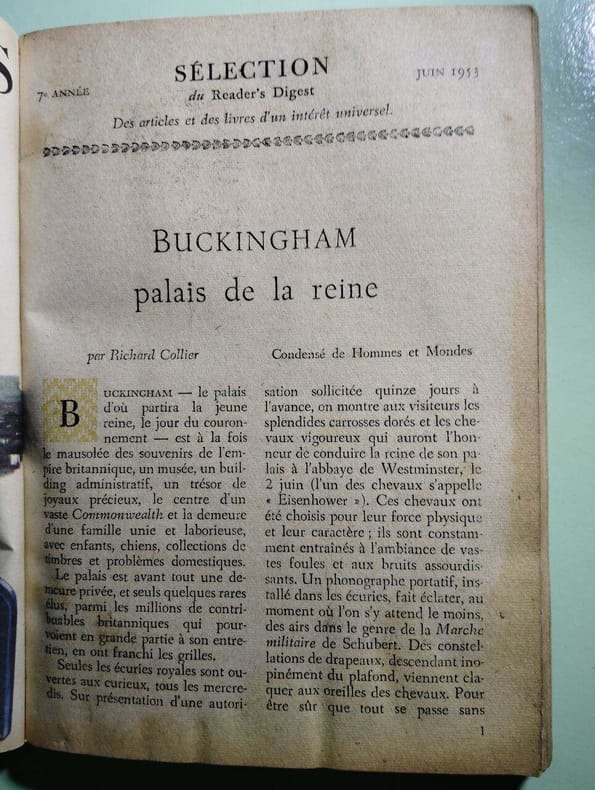 S
7e ANNÉE
SÉLECTION
JUIN 1953
du Reader's Digest
Des articles et des livres d'un intérêt universel.
BUCKINGHAM
palais de la reine
par Richard Collier
Condensé de Hommes et Mondes
BUCKINGHAM — le palais
d'où partira la jeune
reine, le jour du couron-
nement — est à la fois
le mausolée des souvenirs de l'em-
pire britannique, un musée, un buil-
ding administratif, un trésor de
joyaux précieux, le centre d'un
vaste Commonwealth et la demeure
d'une famille unie et laborieuse,
avec enfants, chiens, collections de
timbres et problèmes domestiques.
Le palais est avant tout une de-
meure privée, et seuls quelques rares
élus, parmi les millions de contri-
buables britanniques qui pour-
voient en grande partie à son entre-
tien, en ont franchi les grilles.
Seules les écuries royales sont ou-
vertes aux curieux, tous les mercre-
dis. Sur présentation d'une autori-
sation sollicitée quinze jours à
l'avance, on montre aux visiteurs les
splendides carrosses dorés et les che-
vaux vigoureux qui auront l'hon-
neur de conduire la reine de son pa-
lais à l'abbaye de Westminster, le
2 juin (l'un des chevaux s'appelle
« Eisenhower »). Ces chevaux ont
été choisis pour leur force physique
et leur caractère ; ils sont constam-
ment entraînés à l'ambiance de vas-
tes foules et aux bruits assourdis-
sants. Un phonographe portatif, ins-
tallé dans les écuries, fait éclater, au
moment où l'on s'y attend le moins,
des airs dans le genre de la Marche
militaire de Schubert. Des constel-
lations de drapeaux, descendant ino-
pinément du plafond, viennent cla-
quer aux oreilles des chevaux. Pour
être sûr que tout se passe sans
1